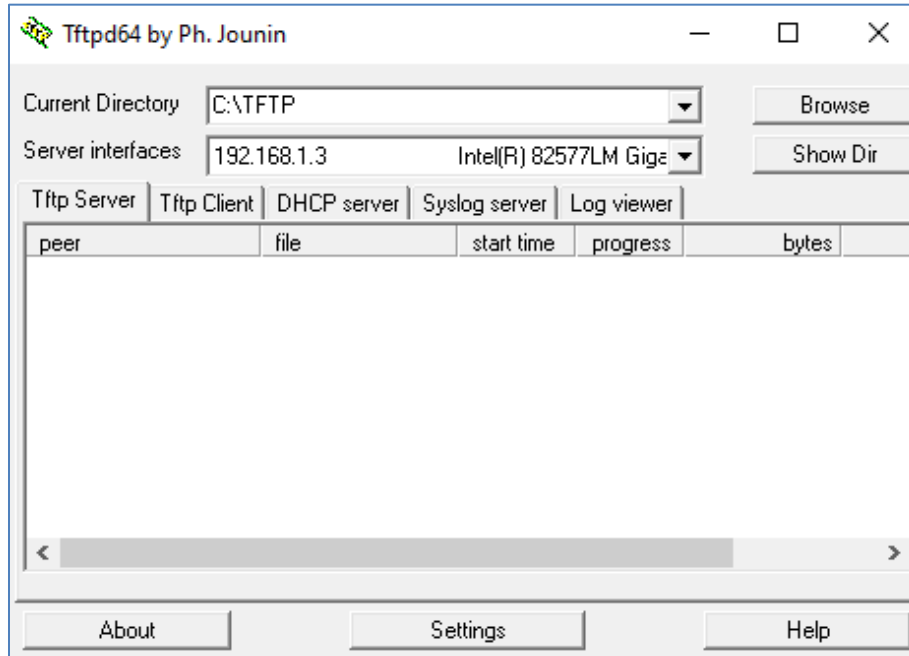 Tftpd64 by Ph. Jounin
Current Directory C:\TFTP Browse
Server interfaces 192.168.1.3 Intel(R) 82577LM Giga Show Dir
Tftp Server Tftp Client DHCP server Syslog server Log viewer
peer file start time progress bytes
About Settings Help